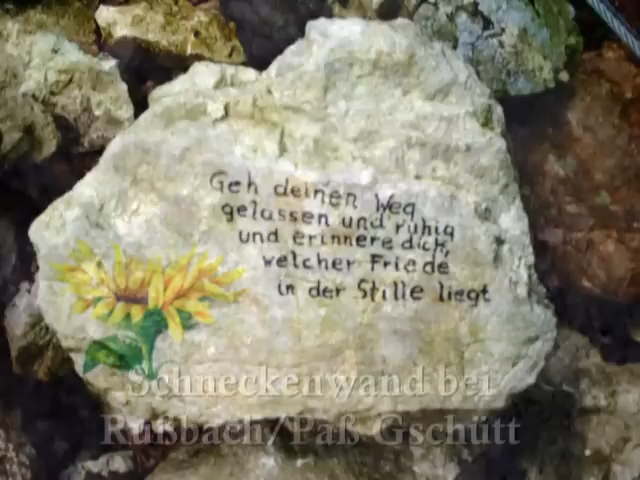 Geh deinen Weg
gelassen und ruhig
und erinnere dich,
welcher Friede
in der Stille liegt
Schneckenwand bei
Rußbach/Paß Gschütt